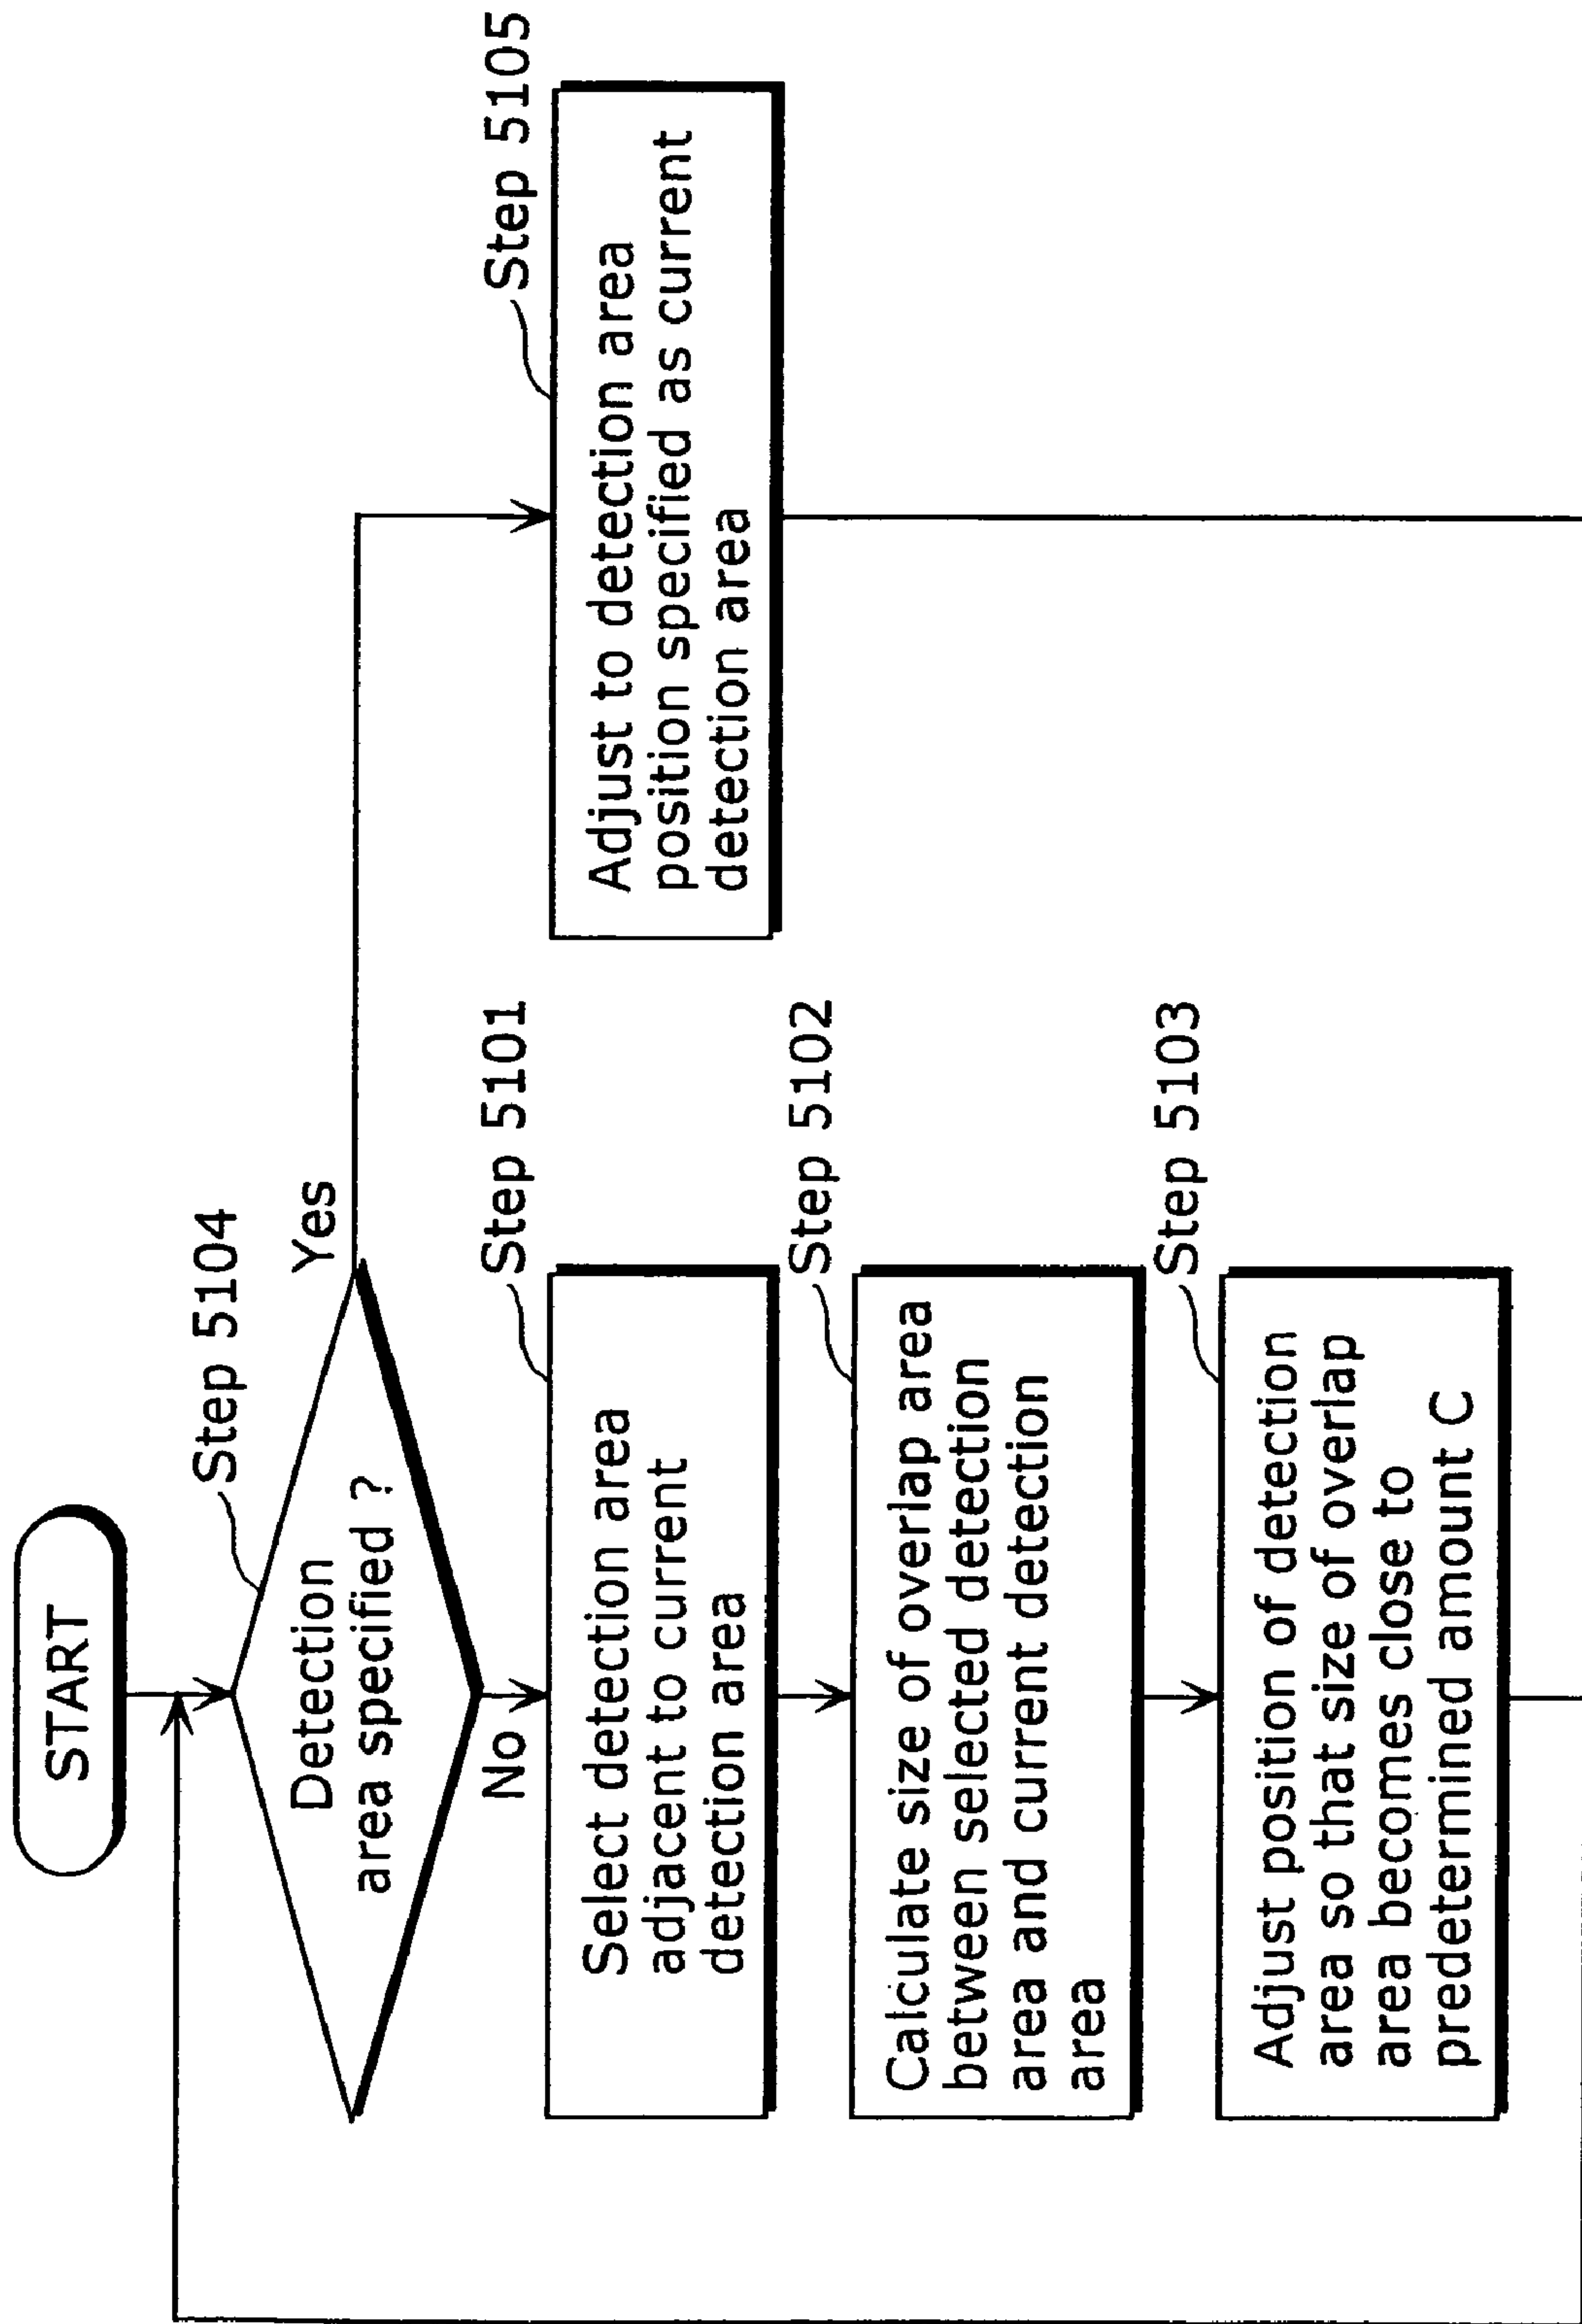 START
Step 5104
Detection
area specified ?
Yes
No
Step 5101
Select detection area
adjacent to current
detection area
Step 5105
Adjust to detection area
position specified as current
detection area
Step 5102
Calculate size of overlap area
between selected detection
area and current detection
area
Step 5103
Adjust position of detection
area so that size of overlap
area becomes close to
predetermined amount C